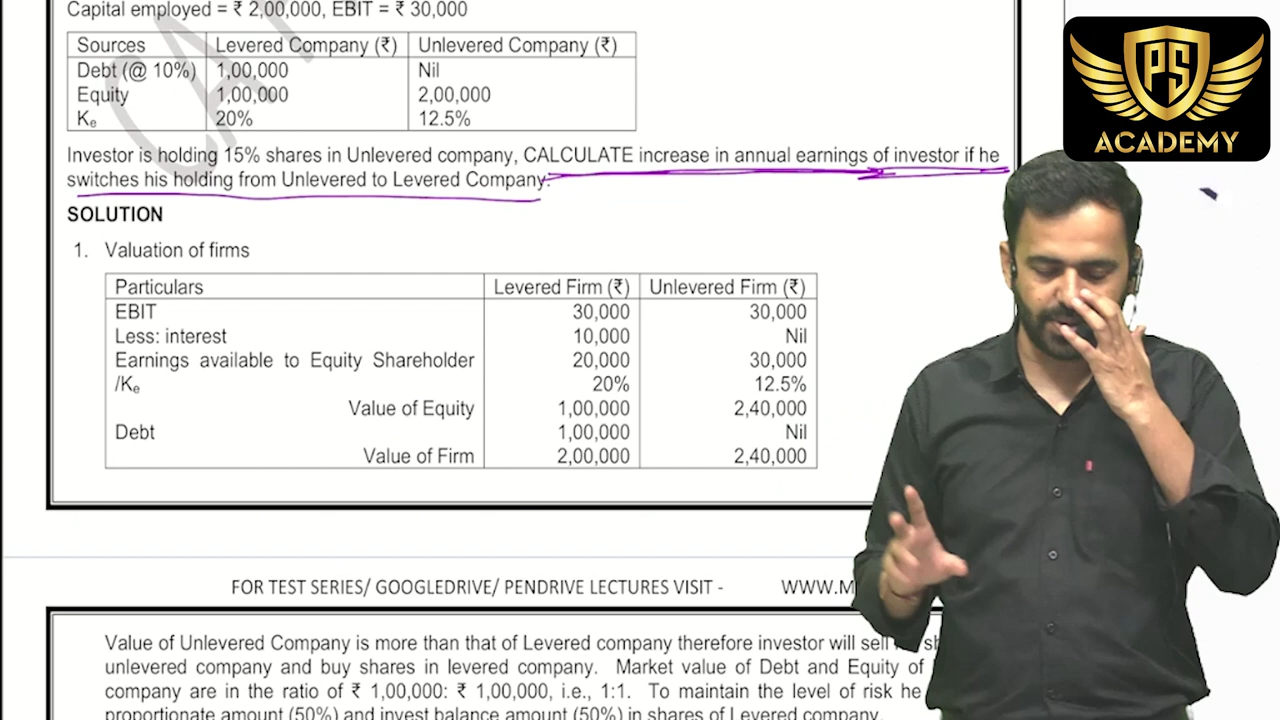 Capital employed = ₹ 2,00,000, EBIT = ₹ 30,000
Sources Levered Company (₹) Unlevered Company (₹)
Debt (@ 10%) 1,00,000 Nil
Equity 1,00,000 2,00,000
Kₑ 20% 12.5%
Investor is holding 15% shares in Unlevered company, CALCULATE increase in annual earnings of investor if he
switches his holding from Unlevered to Levered Company.
SOLUTION
1. Valuation of firms
Particulars Levered Firm (₹) Unlevered Firm (₹)
EBIT 30,000 30,000
Less: interest 10,000 Nil
Earnings available to Equity Shareholder 20,000 30,000
/Kₑ 20% 12.5%
Value of Equity 1,00,000 2,40,000
Debt 1,00,000 Nil
Value of Firm 2,00,000 2,40,000
FOR TEST SERIES/ GOOGLEDRIVE/ PENDRIVE LECTURES VISIT - WWW.M
Value of Unlevered Company is more than that of Levered company therefore investor will sell
unlevered company and buy shares in levered company. Market value of Debt and Equity of
company are in the ratio of ₹ 1,00,000: ₹ 1,00,000, i.e., 1:1. To maintain the level of risk he
proportionate amount (50%) and invest balance amount (50%) in shares of Levered company.
PS
ACADEMY
CA